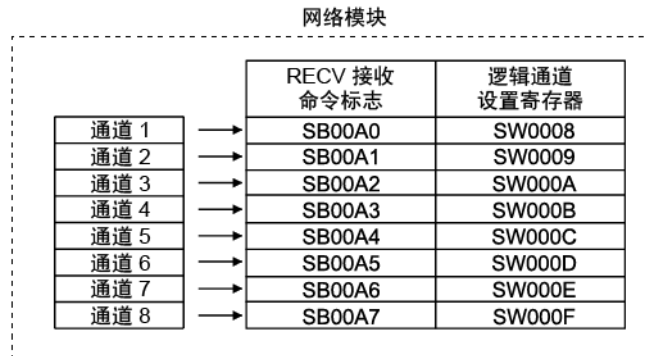 网络模块
RECV 接收
命令标志
逻辑通道
设置寄存器
通道 1 SB00A0 SW0008
通道 2 SB00A1 SW0009
通道 3 SB00A2 SW000A
通道 4 SB00A3 SW000B
通道 5 SB00A4 SW000C
通道 6 SB00A5 SW000D
通道 7 SB00A6 SW000E
通道 8 SB00A7 SW000F